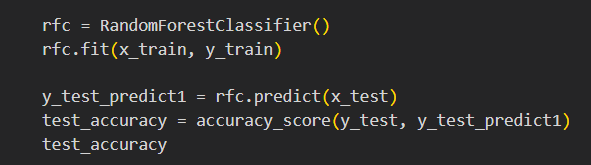 rfc = RandomForestClassifier()
rfc.fit(x_train, y_train)
y_test_predict1 = rfc.predict(x_test)
test_accuracy = accuracy_score(y_test, y_test_predict1)
test_accuracy